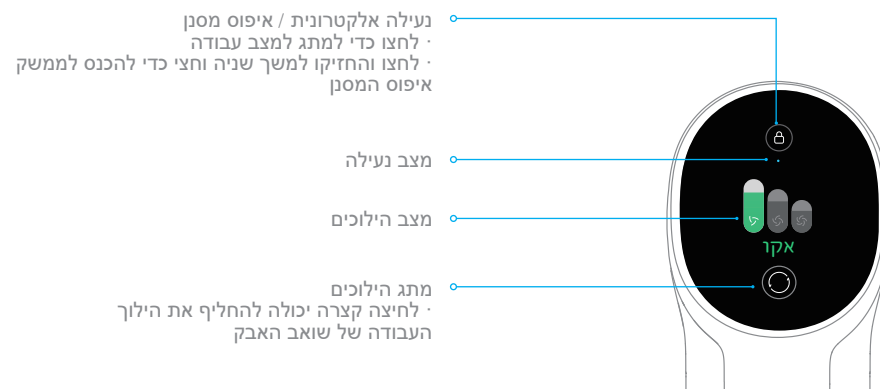 נעילה אלקטרונית / איפוס מסנן
· לחצו כדי למתג למצב עבודה
· לחצו והחזיקו למשך שניה וחצי כדי להכנס לממשק
איפוס המסנן
מצב נעילה
מצב הילוכים
אקו
מתג הילוכים
· לחיצה קצרה יכולה להחליף את הילוך
העבודה של שואב האבק